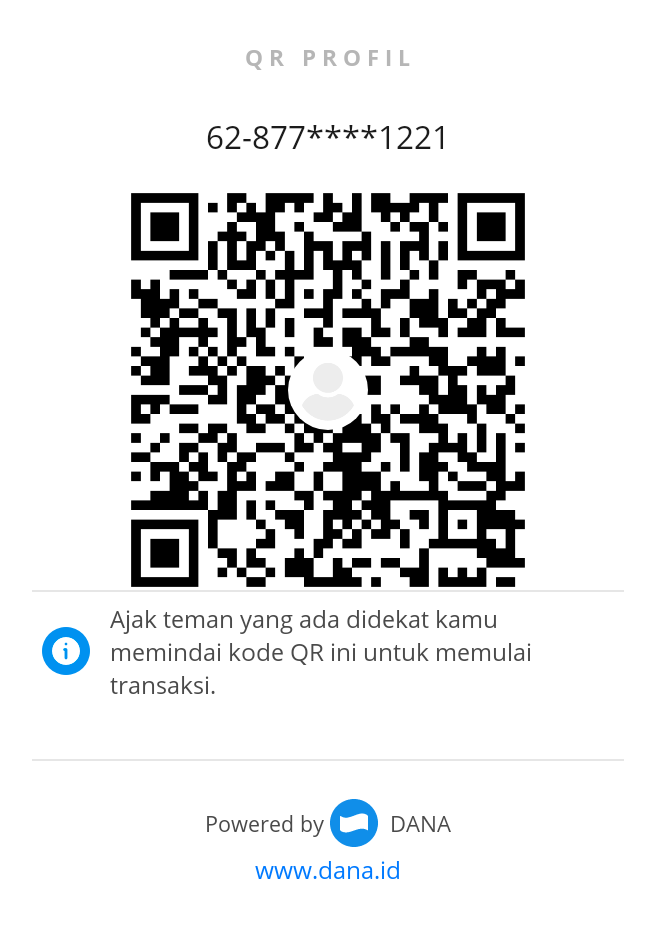 QR PROFIL
62-877****1221
Ajak teman yang ada didekat kamu
memindai kode QR ini untuk memulai
transaksi.
Powered by DANA
www.dana.id